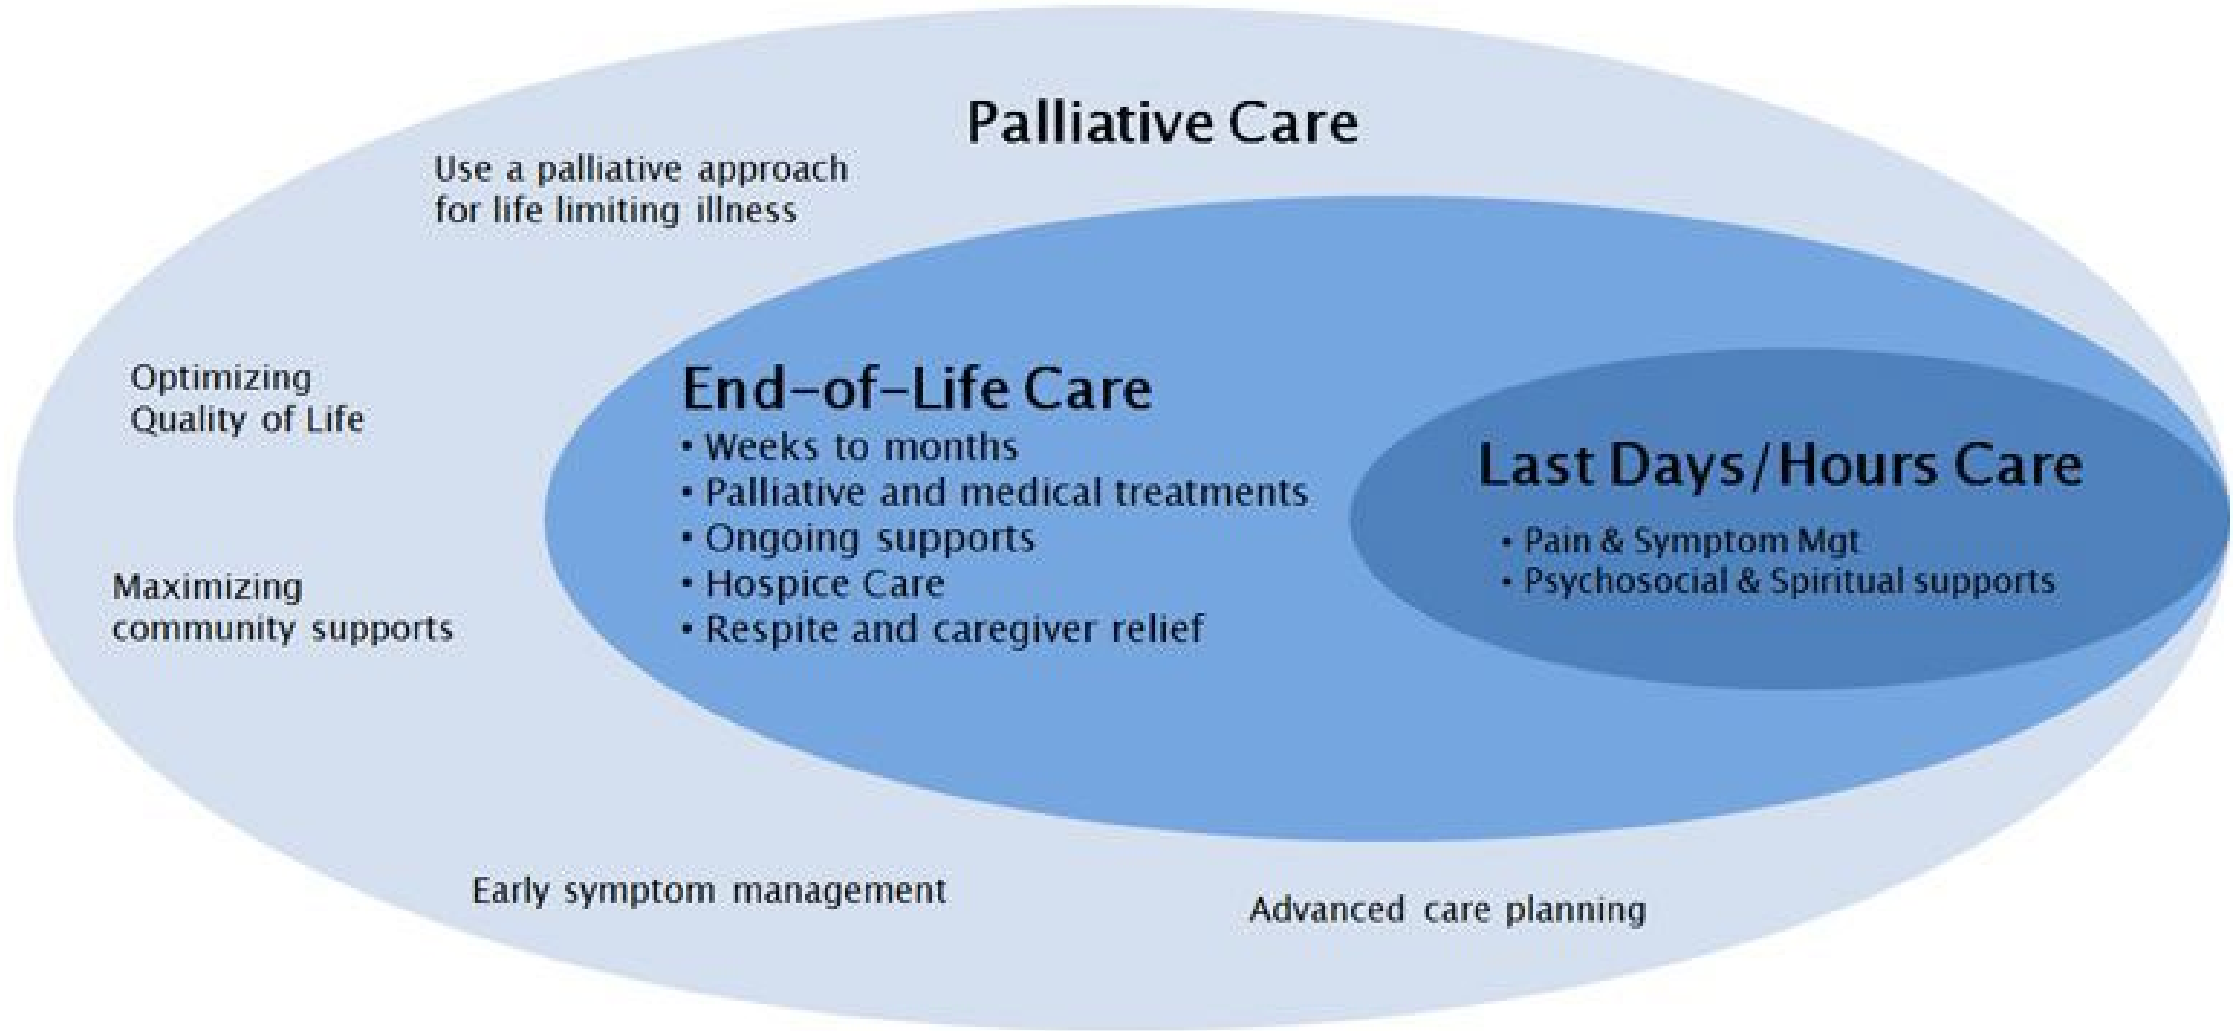 Palliative Care
Use a palliative approach
for life limiting illness
Optimizing
Quality of Life
Maximizing
community supports
End-of-Life Care
• Weeks to months
• Palliative and medical treatments
• Ongoing supports
• Hospice Care
• Respite and caregiver relief
Last Days/Hours Care
• Pain & Symptom Mgt
• Psychosocial & Spiritual supports
Early symptom management
Advanced care planning